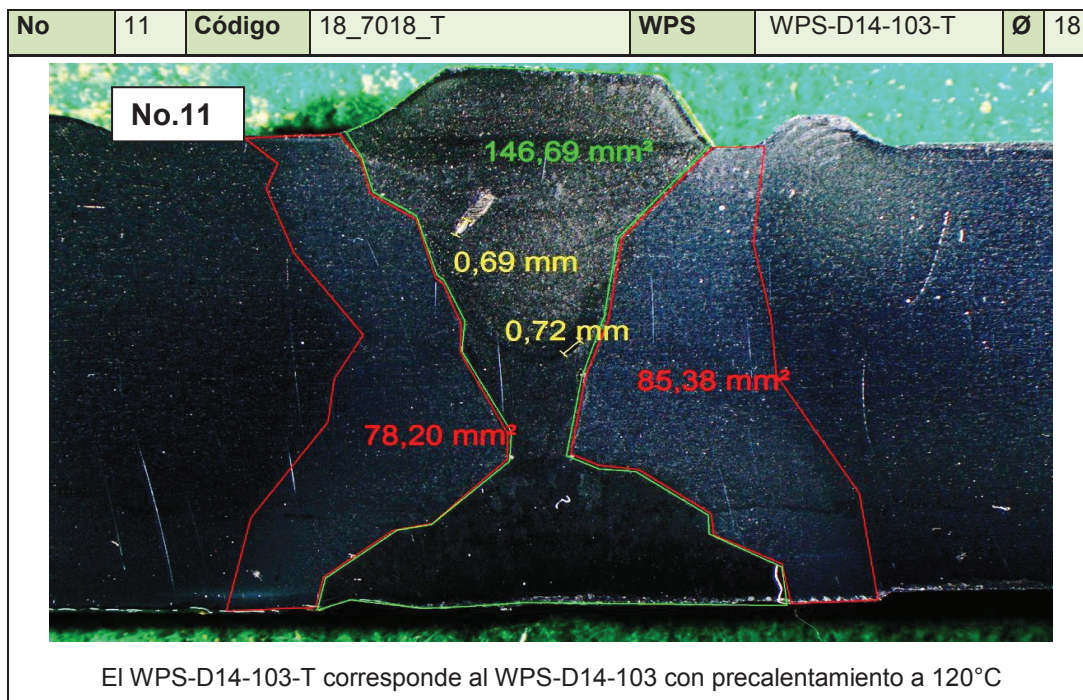 No 11 Código 18_7018_T WPS WPS-D14-103-T Ø 18
No.11
146,69 mm²
0,69 mm
0,72 mm
85,38 mm²
78,20 mm²
El WPS-D14-103-T corresponde al WPS-D14-103 con precalentamiento a 120°C